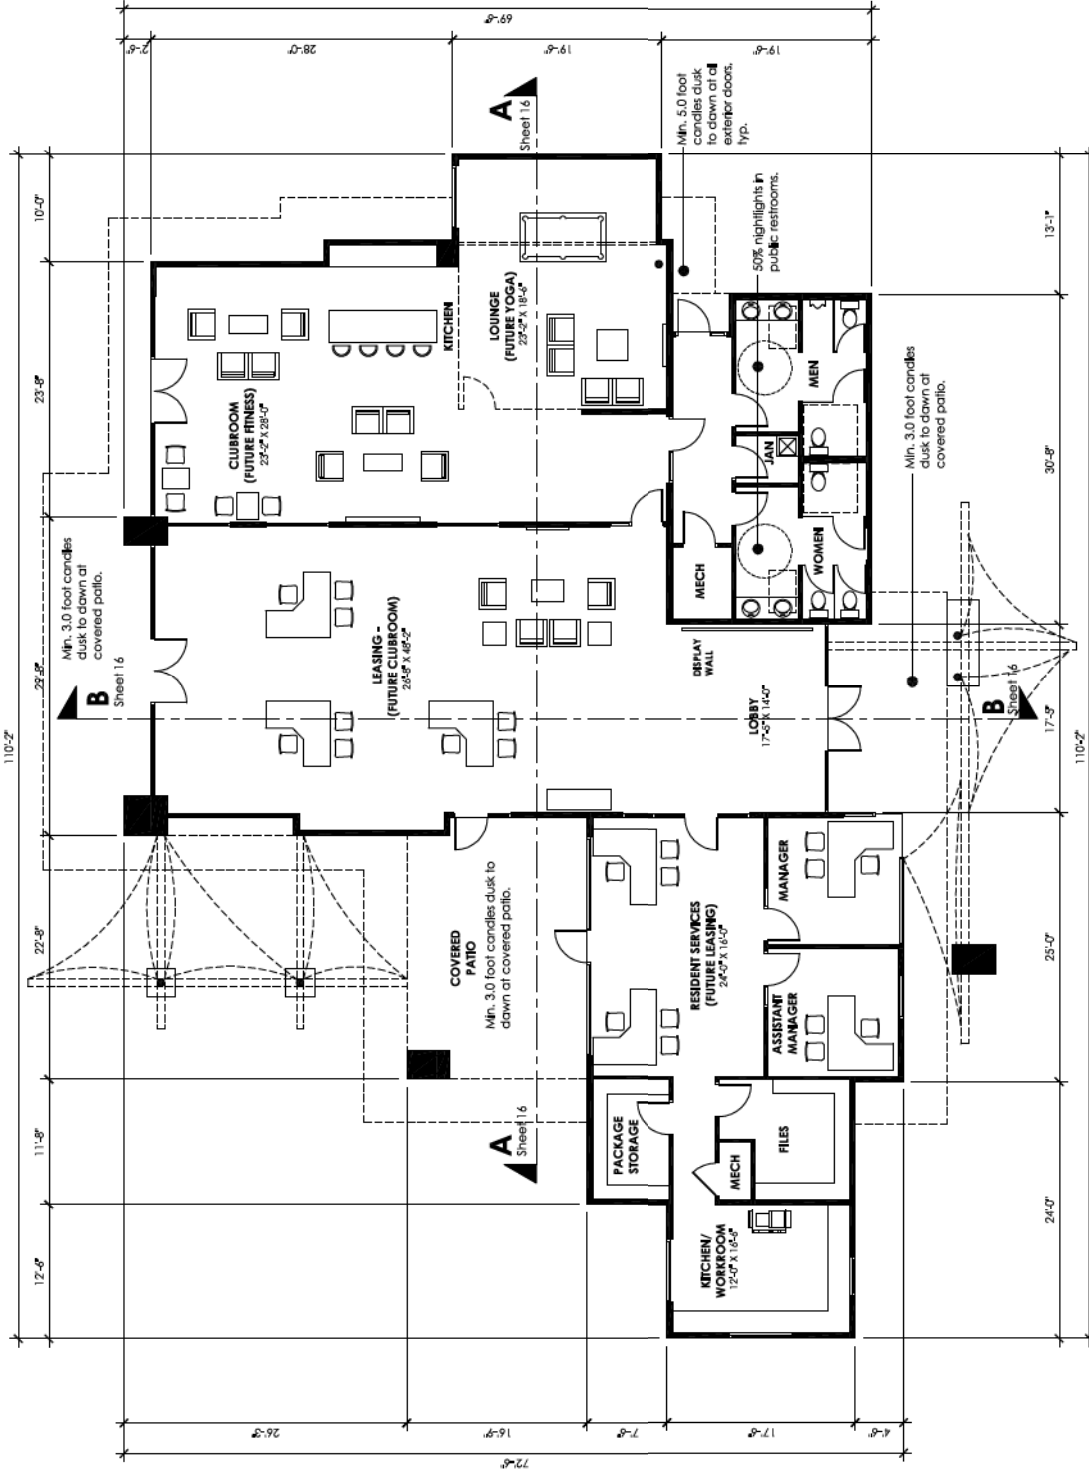 69'-6"
2'-6"
28'-0"
19'-6"
19'-6"
A
Sheet 16
Min. 5.0 foot
candles dusk
to dawn at all
exterior doors,
typ.
50% nightlights in
public restrooms.
110'-2"
10'-0"
23'-8"
29'-8"
22'-8"
11'-8"
12'-6"
13'-1"
30'-8"
17'-5"
25'-0"
24'-0"
110'-2"
KITCHEN
LOUNGE
(FUTURE YOGA)
23'-2" X 18'-6"
CLUBROOM
(FUTURE FITNESS)
23'-2" X 28'-0"
MEN
JAN
WOMEN
MECH
Min. 3.0 foot candles
dusk to dawn at
covered patio.
Min. 3.0 foot candles
dusk to dawn at
covered patio.
B
Sheet 16
LEASING -
(FUTURE CLUBROOM)
26'-8" X 48'-2"
DISPLAY
WALL
LOBBY
17'-5" X 14'-0"
B
Sheet 16
COVERED
PATIO
Min. 3.0 foot candles dusk to
dawn at covered patio.
RESIDENT SERVICES
(FUTURE LEASING)
24'-0" X 16'-0"
MANAGER
ASSISTANT
MANAGER
A
Sheet 16
PACKAGE
STORAGE
MECH
FILES
KITCHEN/
WORKROOM
12'-0" X 16'-6"
26'-3"
16'-9"
7'-6"
17'-6"
4'-6"
72'-6"